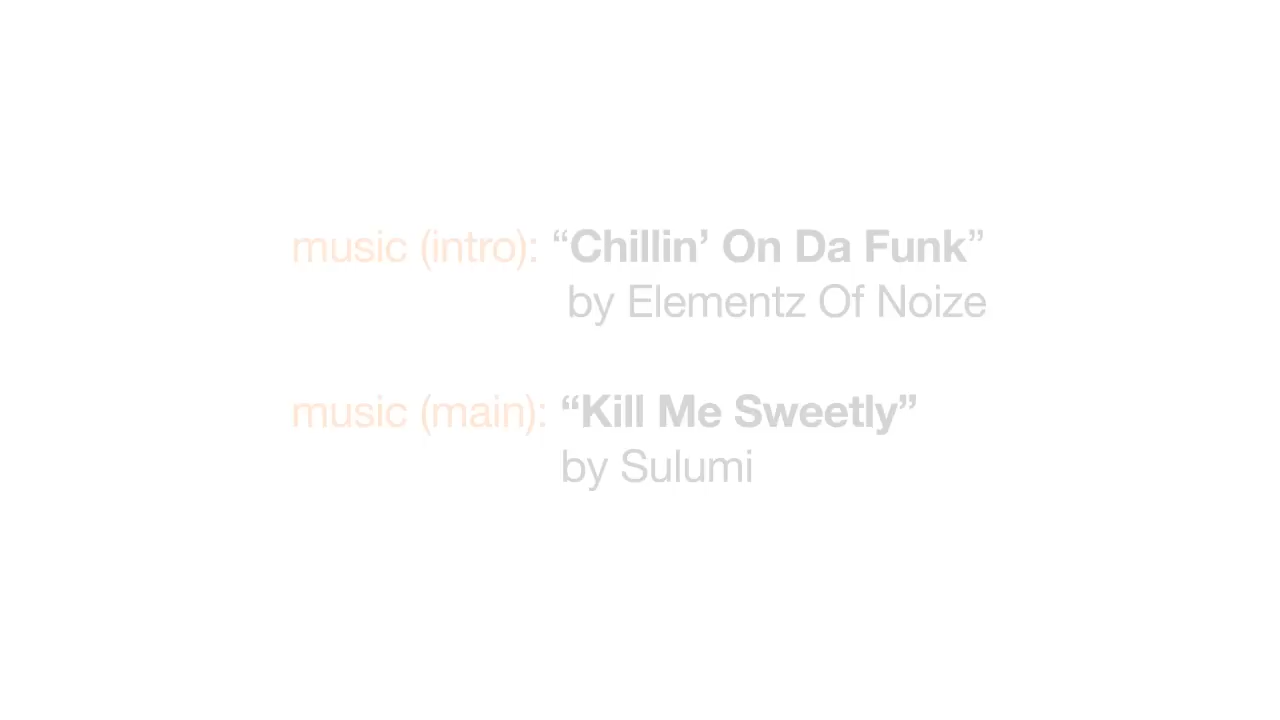 music (intro): “Chillin’ On Da Funk”
by Elementz Of Noize
music (main): “Kill Me Sweetly”
by Sulumi